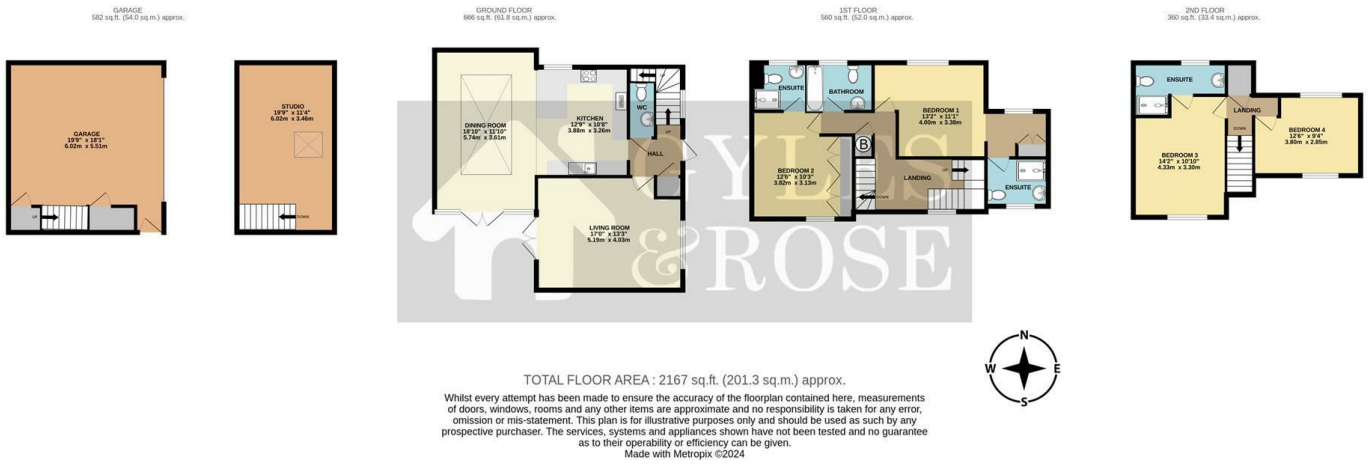 GARAGE
582 sq.ft. (54.0 sq.m.) approx.
GROUND FLOOR
666 sq.ft. (61.8 sq.m.) approx.
1ST FLOOR
560 sq.ft. (52.0 sq.m.) approx.
2ND FLOOR
360 sq.ft. (33.4 sq.m.) approx.
GARAGE
19'9" x 18'1"
6.02m x 5.51m
UP
STUDIO
19'9" x 11'4"
6.02m x 3.46m
DOWN
DINING ROOM
18'10" x 11'10"
5.74m x 3.61m
KITCHEN
12'9" x 10'8"
3.88m x 3.26m
WC
UP
HALL
LIVING ROOM
17'0" x 13'3"
5.19m x 4.03m
ENSUITE
BATHROOM
BEDROOM 1
13'2" x 11'1"
4.00m x 3.38m
BEDROOM 2
12'6" x 10'3"
3.82m x 3.13m
B
LANDING
UP
DOWN
ENSUITE
ENSUITE
LANDING
DOWN
BEDROOM 3
14'2" x 10'10"
4.33m x 3.30m
BEDROOM 4
12'6" x 9'4"
3.80m x 2.85m
GYLES
&ROSE
N
W
E
S
TOTAL FLOOR AREA : 2167 sq.ft. (201.3 sq.m.) approx.
Whilst every attempt has been made to ensure the accuracy of the floorplan contained here, measurements
of doors, windows, rooms and any other items are approximate and no responsibility is taken for any error,
omission or mis-statement. This plan is for illustrative purposes only and should be used as such by any
prospective purchaser. The services, systems and appliances shown have not been tested and no guarantee
as to their operability or efficiency can be given.
Made with Metropix ©2024